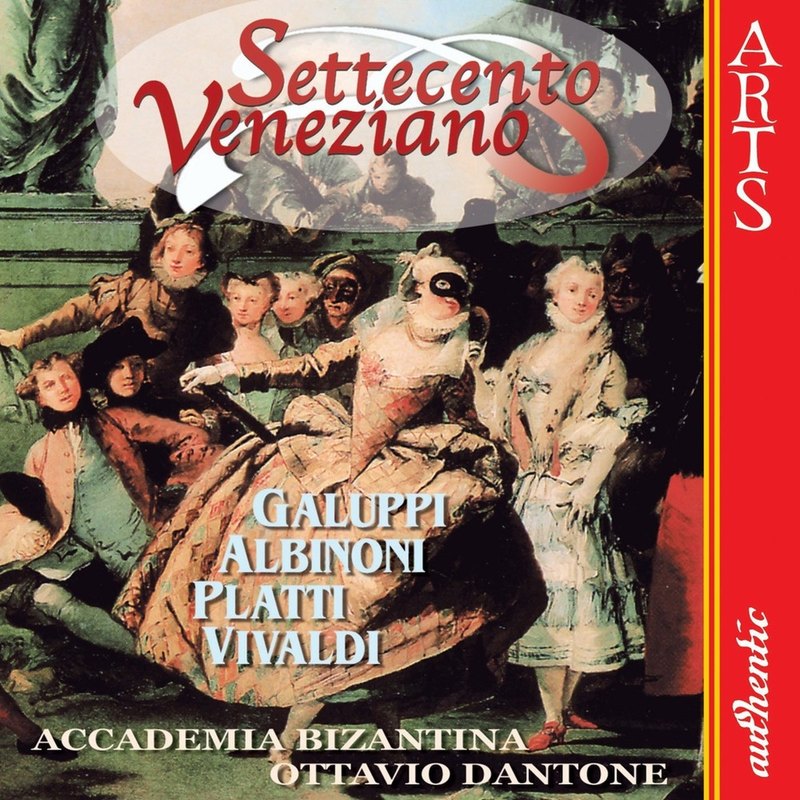 Settecento
Veneziano
ARTS
GALUPPI
ALBINONI
PLATTI
VIVALDI
authentic
ACCADEMIA BIZANTINA
OTTAVIO DANTONE